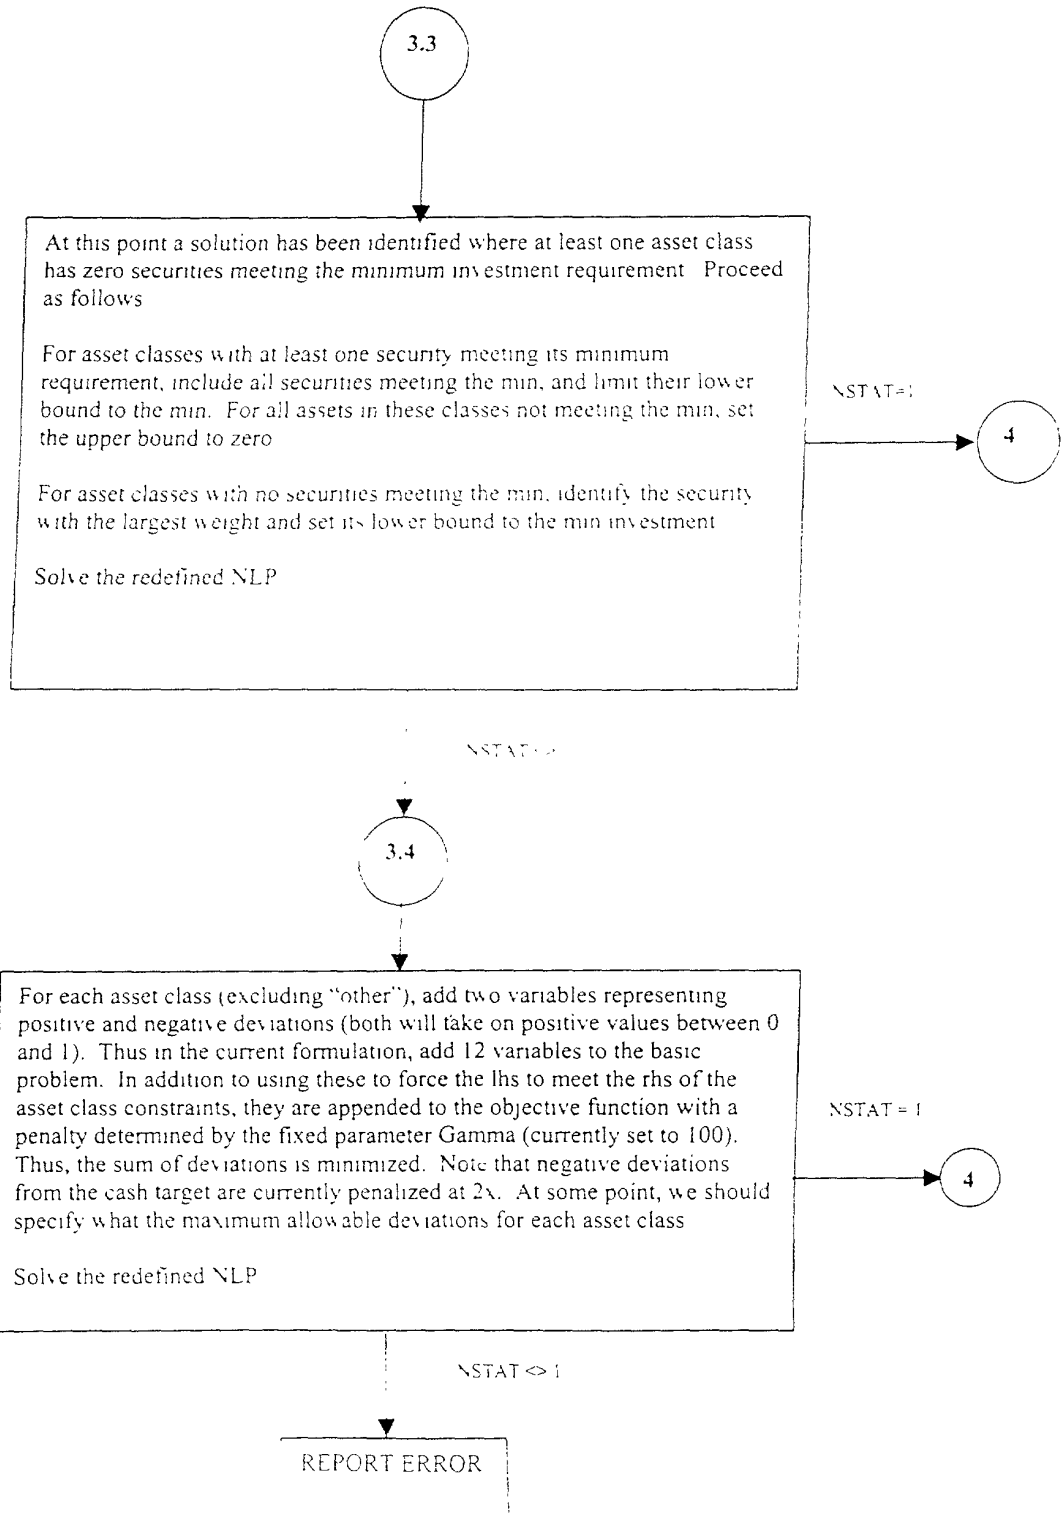 3.3
At this point a solution has been identified where at least one asset class
has zero securities meeting the minimum investment requirement Proceed
as follows
For asset classes with at least one security meeting its minimum
requirement, include all securities meeting the min, and limit their lower
bound to the min. For all assets in these classes not meeting the min, set
the upper bound to zero
NSTAT=1
4
For asset classes with no securities meeting the min, identify the security
with the largest weight and set its lower bound to the min investment
Solve the redefined NLP
NSTAT
3.4
For each asset class (excluding "other"), add two variables representing
positive and negative deviations (both will take on positive values between 0
and 1). Thus in the current formulation, add 12 variables to the basic
problem. In addition to using these to force the lhs to meet the rhs of the
asset class constraints, they are appended to the objective function with a
penalty determined by the fixed parameter Gamma (currently set to 100).
Thus, the sum of deviations is minimized. Note that negative deviations
from the cash target are currently penalized at 2x. At some point, we should
specify what the maximum allowable deviations for each asset class
NSTAT = 1
4
Solve the redefined NLP
NSTAT <> 1
REPORT ERROR